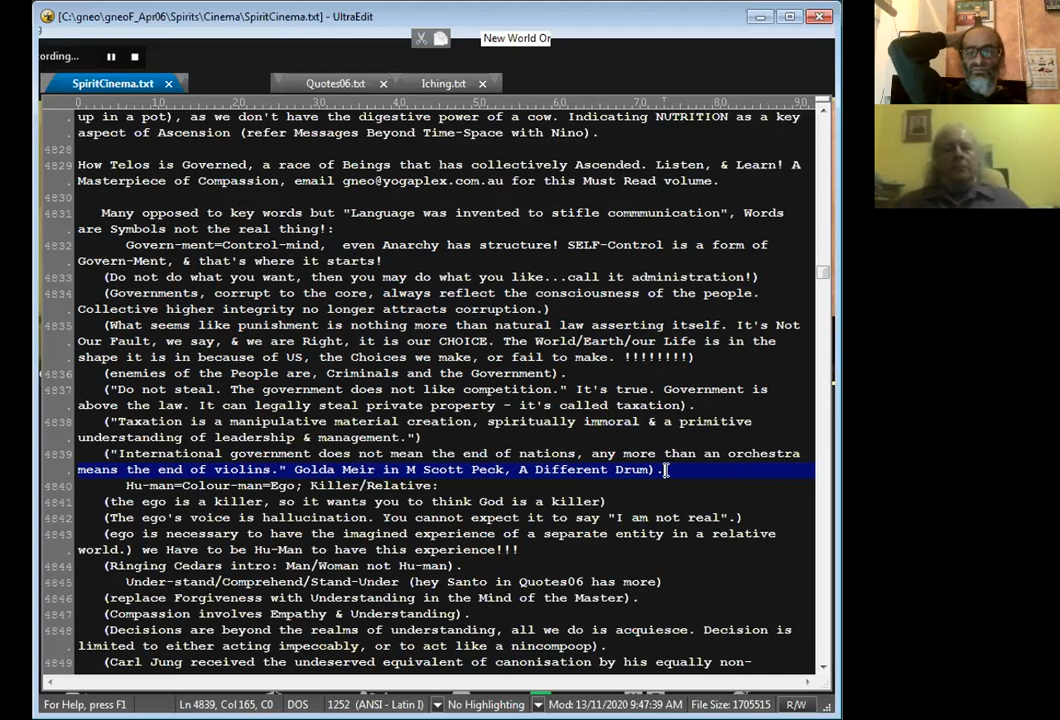 [C:\gneo\gneoF_Apr06\Spirits\Cinema\SpiritCinema.txt] - UltraEdit
New World Or
ording...
SpiritCinema.txt
Quotes06.txt
Iching.txt
0 10 20 30 40 50 60 70 80 90
up in a pot), as we don't have the digestive power of a cow. Indicating NUTRITION as a key
aspect of Ascension (refer Messages Beyond Time-Space with Nino).
4828
4829 How Telos is Governed, a race of Beings that has collectively Ascended. Listen, & Learn! A
Masterpiece of Compassion, email gneo@yogaplex.com.au for this Must Read volume.
4830
4831 Many opposed to key words but "Language was invented to stifle commmunication", Words
are Symbols not the real thing!:
4832 Govern-ment=Control-mind, even Anarchy has structure! SELF-Control is a form of
Govern-Ment, & that's where it starts!
4833 (Do not do what you want, then you may do what you like...call it administration!)
4834 (Governments, corrupt to the core, always reflect the consciousness of the people.
Collective higher integrity no longer attracts corruption.)
4835 (What seems like punishment is nothing more than natural law asserting itself. It's Not
Our Fault, we say, & we are Right, it is our CHOICE. The World/Earth/our Life is in the
shape it is in because of US, the Choices we make, or fail to make. !!!!!!!!)
4836 (enemies of the People are, Criminals and the Government).
4837 ("Do not steal. The government does not like competition." It's true. Government is
above the law. It can legally steal private property - it's called taxation).
4838 ("Taxation is a manipulative material creation, spiritually immoral & a primitive
understanding of leadership & management.")
4839 ("International government does not mean the end of nations, any more than an orchestra
means the end of violins." Golda Meir in M Scott Peck, A Different Drum).
4840 Hu-man=Colour-man=Ego; Killer/Relative:
4841 (the ego is a killer, so it wants you to think God is a killer)
4842 (The ego's voice is hallucination. You cannot expect it to say "I am not real".)
4843 (ego is necessary to have the imagined experience of a separate entity in a relative
world.) we Have to be Hu-Man to have this experience!!!
4844 (Ringing Cedars intro: Man/Woman not Hu-man).
4845 Under-stand/Comprehend/Stand-Under (hey Santo in Quotes06 has more)
4846 (replace Forgiveness with Understanding in the Mind of the Master).
4847 (Compassion involves Empathy & Understanding).
4848 (Decisions are beyond the realms of understanding, all we do is acquiesce. Decision is
limited to either acting impeccably, or to act like a nincompoop).
4849 (Carl Jung received the undeserved equivalent of canonisation by his equally non-
For Help, press F1
Ln 4839, Col 165, C0
DOS
1252 (ANSI - Latin I)
No Highlighting
Mod: 13/11/2020 9:47:39 AM
File Size: 1705515
R/W